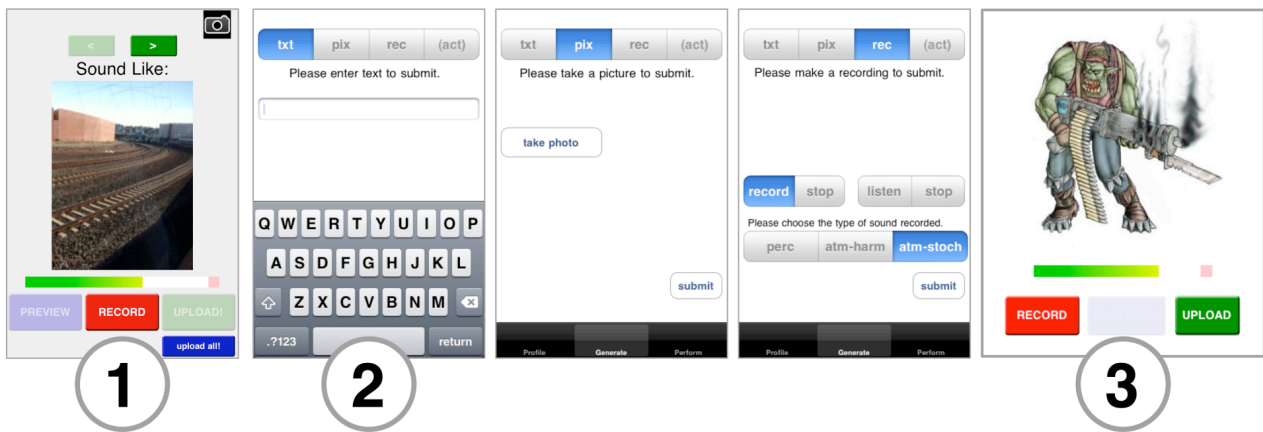 < >
Sound Like:
PREVIEW RECORD UPLOAD!
upload all!
1
txt pix rec (act)
Please enter text to submit.
Q W E R T Y U I O P
A S D F G H J K L
Z X C V B N M
.?123 return
2
txt pix rec (act)
Please take a picture to submit.
take photo
submit
Profile Generate Perform
txt pix rec (act)
Please make a recording to submit.
record stop listen stop
Please choose the type of sound recorded.
perc atm-harm atm-stoch
submit
Profile Generate Perform
RECORD UPLOAD
3